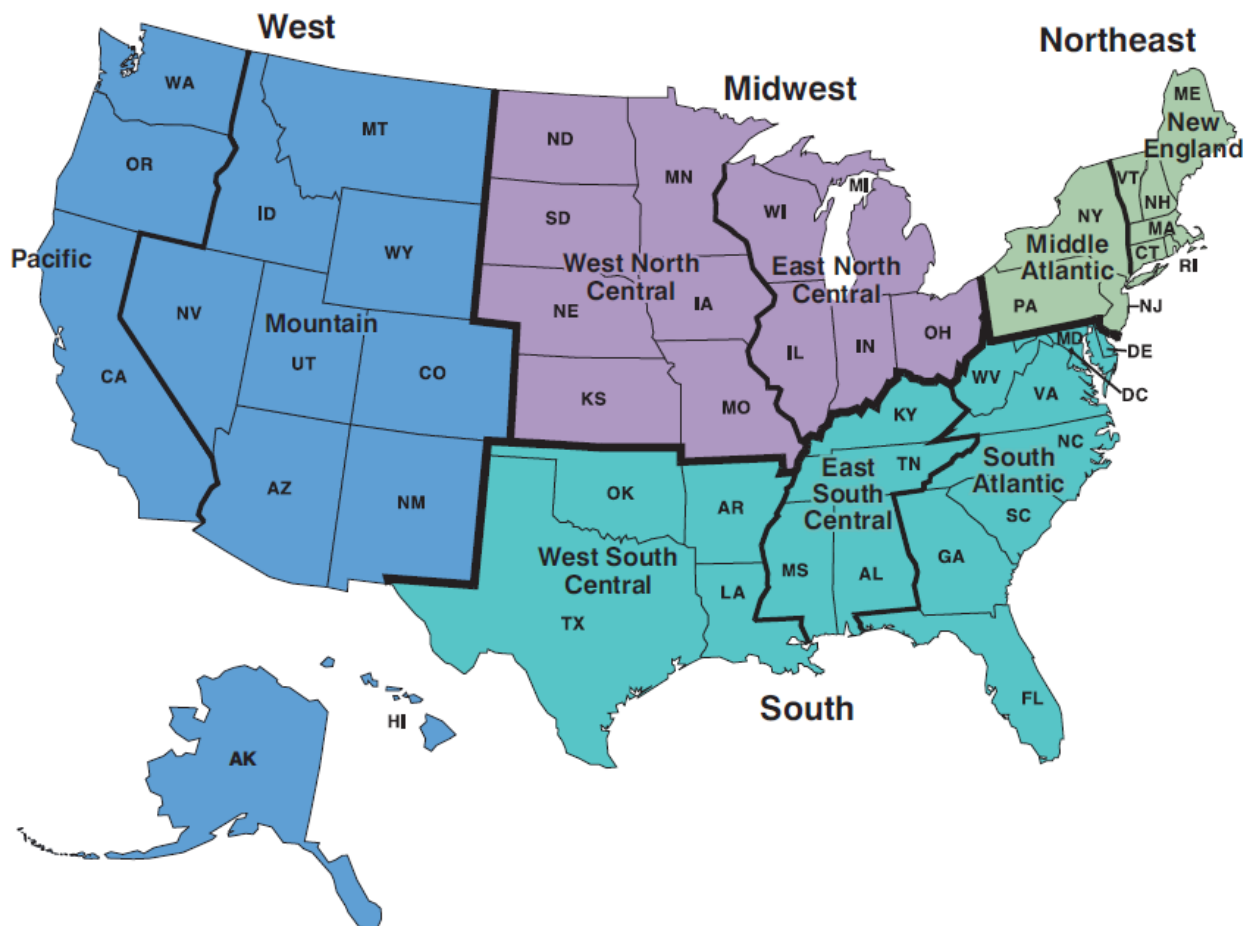 West
Northeast
Midwest
WA
MT
ME
New
England
ND
OR
MN
MI
VT
NH
ID
SD
WI
NY
MA
WY
Pacific
Middle
Atlantic
CT
RI
West North
Central
East North
Central
NV
Mountain
NE
IA
PA
NJ
UT
CO
IL
IN
OH
MD
DE
CA
WV
DC
KS
MO
KY
VA
NC
TN
AZ
NM
OK
AR
East
South
Central
South
Atlantic
SC
West South
Central
MS
AL
GA
LA
TX
FL
South
HI
AK